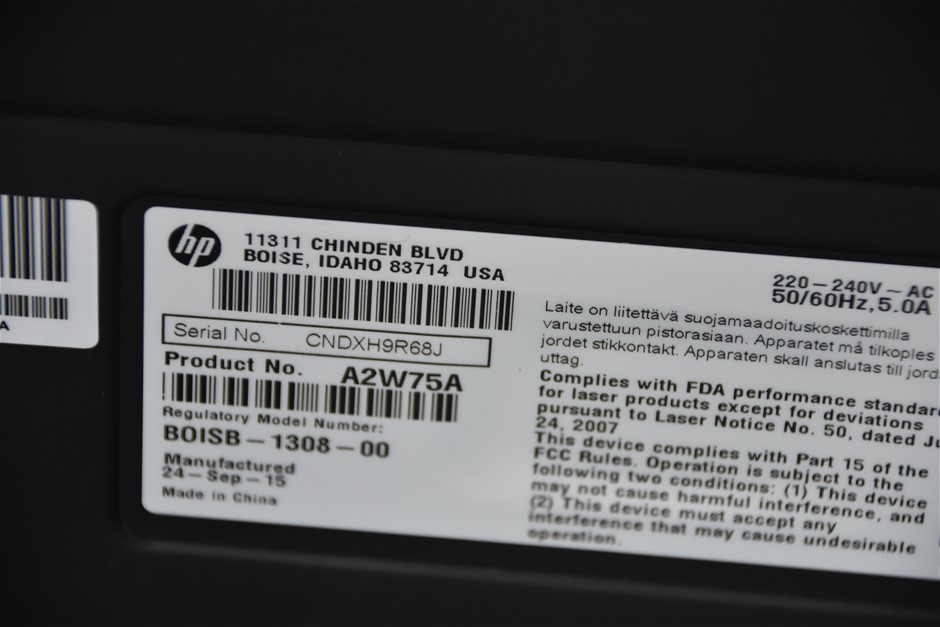 hp
11311 CHINDEN BLVD
BOISE, IDAHO 83714 USA
Serial No. CNDXH9R68J
Product No. A2W75A
Regulatory Model Number:
BOISB-1308-00
Manufactured
24-Sep-15
Made in China
220-240V~AC
50/60Hz, 5.0A
Laite on liitettävä suojamaadoituskoskettimilla
varustettuun pistorasiaan. Apparatet må tilkoples
jordet stikkontakt. Apparaten skall anslutas till jord
uttag.
Complies with FDA performance standar
for laser products except for deviations
pursuant to Laser Notice No. 50, dated Ju
24, 2007
This device complies with Part 15 of the
FCC Rules. Operation is subject to the
following two conditions: (1) This device
may not cause harmful interference, and
(2) This device must accept any
interference that may cause undesirable
operation.
A